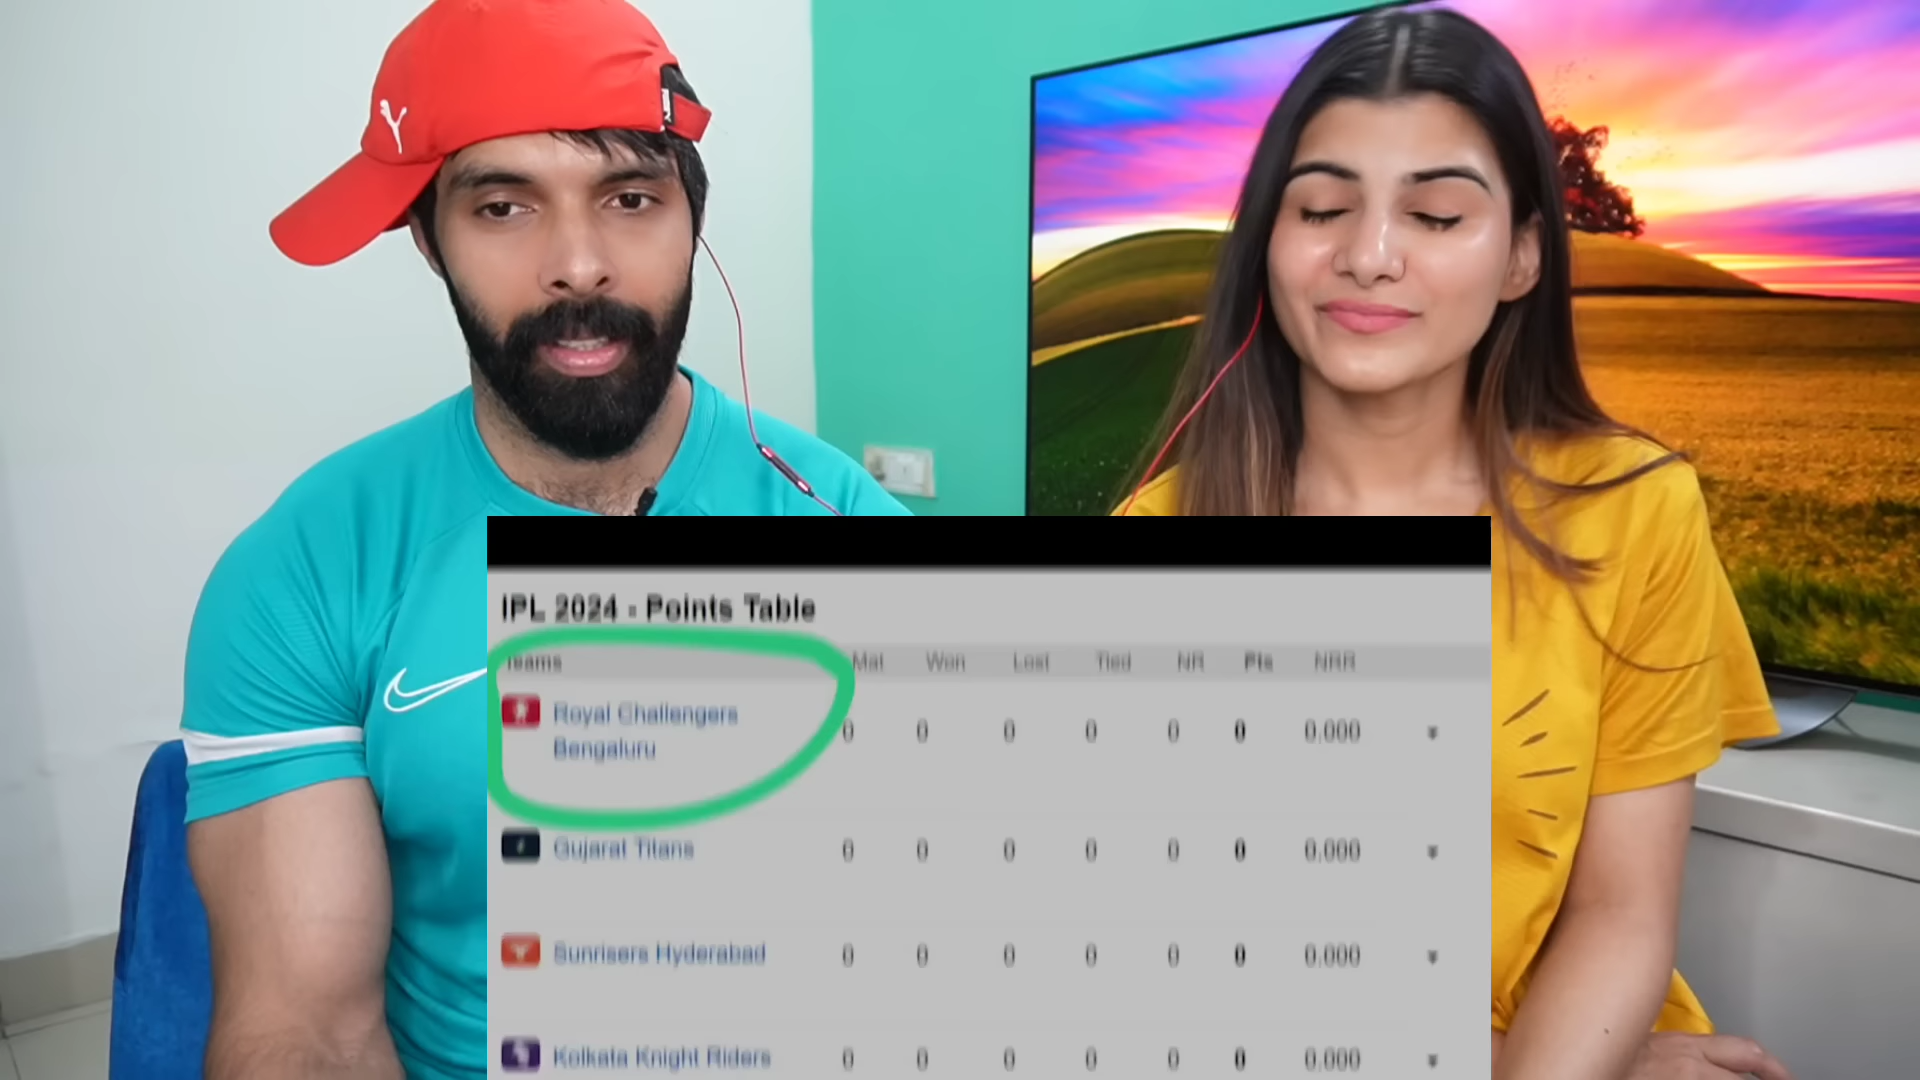 IPL 2024 - Points Table
Teams Mat Won Lost Tied NR Pts NRR
Royal Challengers
Bengaluru 0 0 0 0 0 0 0.000
Gujarat Titans 0 0 0 0 0 0 0.000
Sunrisers Hyderabad 0 0 0 0 0 0 0.000
Kolkata Knight Riders 0 0 0 0 0 0 0.000